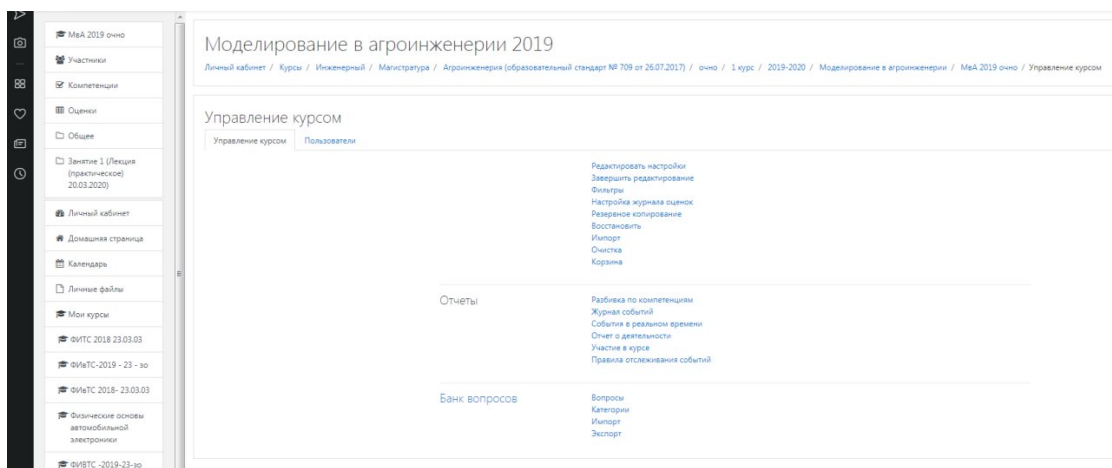 МвА 2019 очно
Участники
Компетенции
Оценки
Общее
Занятие 1 (Лекция
(практическое)
20.03.2020)
Личный кабинет
Домашняя страница
Календарь
Личные файлы
Мои курсы
ФИТС 2018 23.03.03
ФИвТС-2019 - 23 - зо
ФИвТС 2018- 23.03.03
Физические основы
автомобильной
электроники
ФИВТС -2019-23-зо
Моделирование в агроинженерии 2019
Личный кабинет / Курсы / Инженерный / Магистратура / Агроинженерия (образовательный стандарт № 709 от 26.07.2017) / очно / 1 курс / 2019-2020 / Моделирование в агроинженерии / МвА 2019 очно / Управление курсом
Управление курсом
Управление курсом Пользователи
Редактировать настройки
Завершить редактирование
Фильтры
Настройка журнала оценок
Резервное копирование
Восстановить
Импорт
Очистка
Корзина
Отчеты
Разбивка по компетенциям
Журнал событий
События в реальном времени
Отчет о деятельности
Участие в курсе
Правила отслеживания событий
Банк вопросов
Вопросы
Категории
Импорт
Экспорт